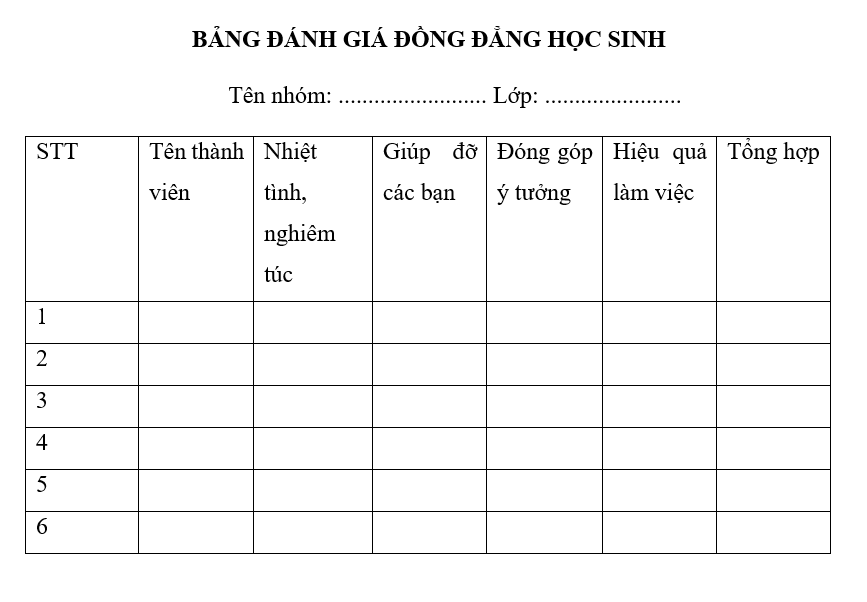 BẢNG ĐÁNH GIÁ ĐỒNG ĐẲNG HỌC SINH
Tên nhóm: ......................... Lớp: .......................
STT
Tên thành
viên
Nhiệt
tình,
nghiêm
túc
Giúp đỡ
các bạn
Đóng góp
ý tưởng
Hiệu quả
làm việc
Tổng hợp
1
2
3
4
5
6